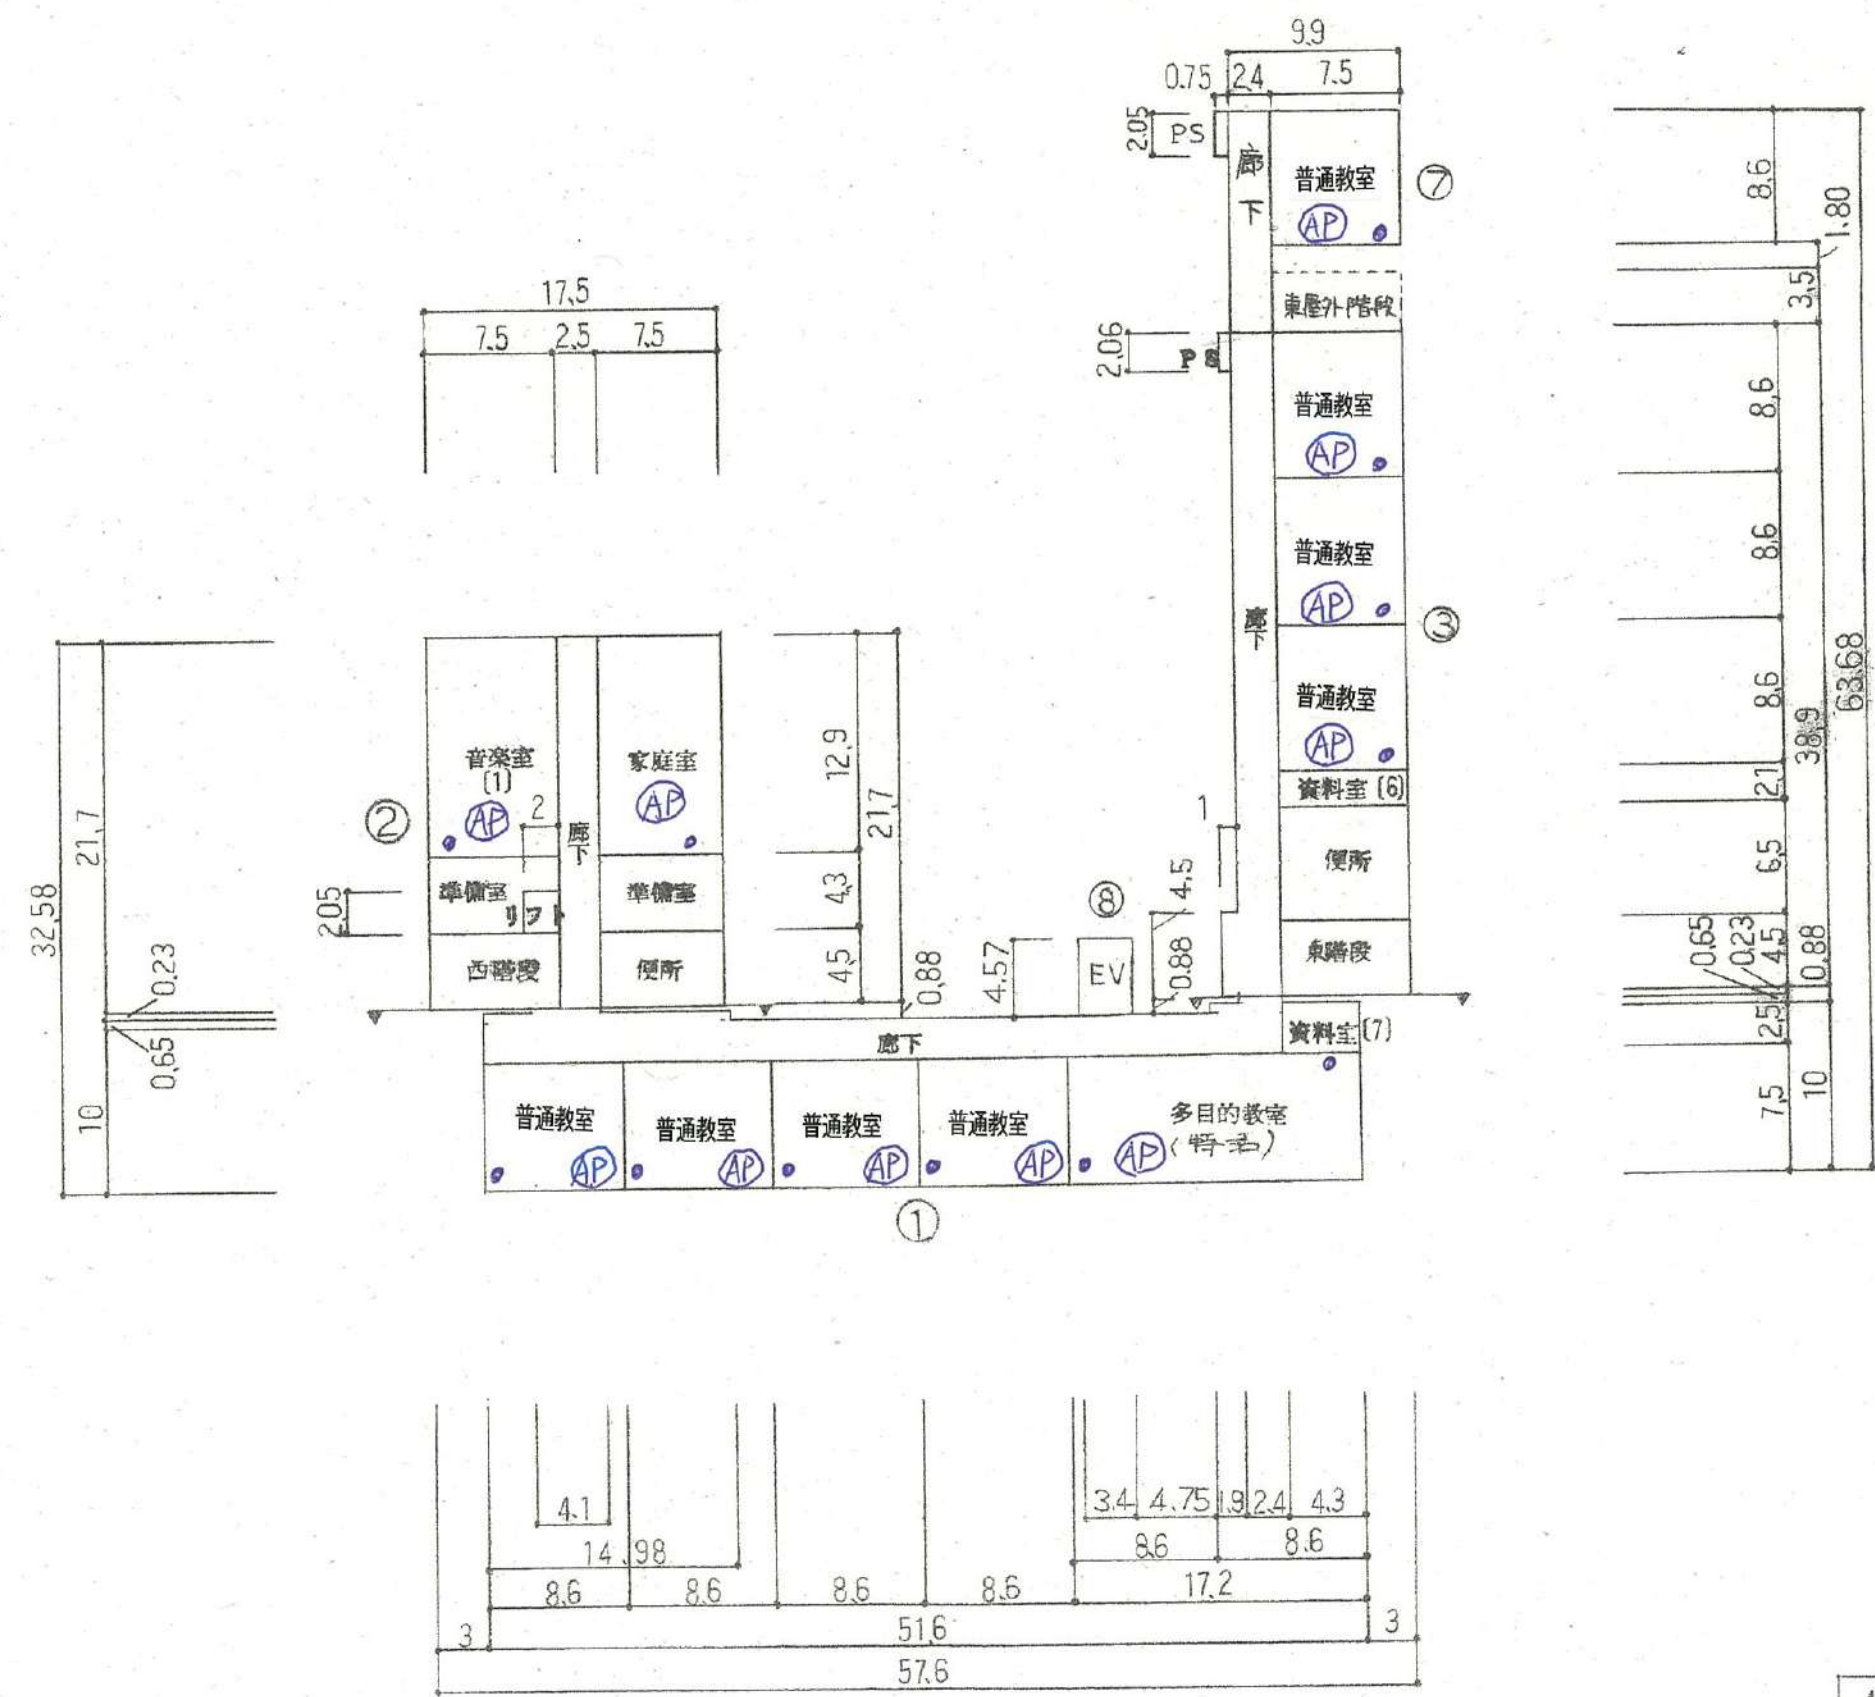 9.9
0.75 2.4 7.5
2.05 PS
廊下
普通教室
AP
⑦
8.6
1.80
3.5
17.5
7.5 2.5 7.5
東屋外階段
2.06 PS
普通教室
AP
8.6
普通教室
AP
8.6
廊下
③
普通教室
AP
8.6
38.9
63.68
資料室(6)
2.1
便所
6.5
東階段
4.5
0.65
0.23
0.88
32.58
21.7
0.23
0.65
10
②
音楽室
(1)
AP
2
廊下
家庭室
AP
12.9
21.7
2.05
準備室
リフト
準備室
4.3
西階段
便所
4.5
0.88
4.57
⑧
EV
1
4.5
0.88
廊下
資料室(7)
2.5
普通教室
AP
普通教室
AP
普通教室
AP
普通教室
AP
多目的教室
AP
7.5
10
①
4.1
3.4 4.75 1.9 2.4 4.3
14.98
8.6 8.6
8.6 8.6 8.6 8.6 17.2
3 51.6 3
57.6